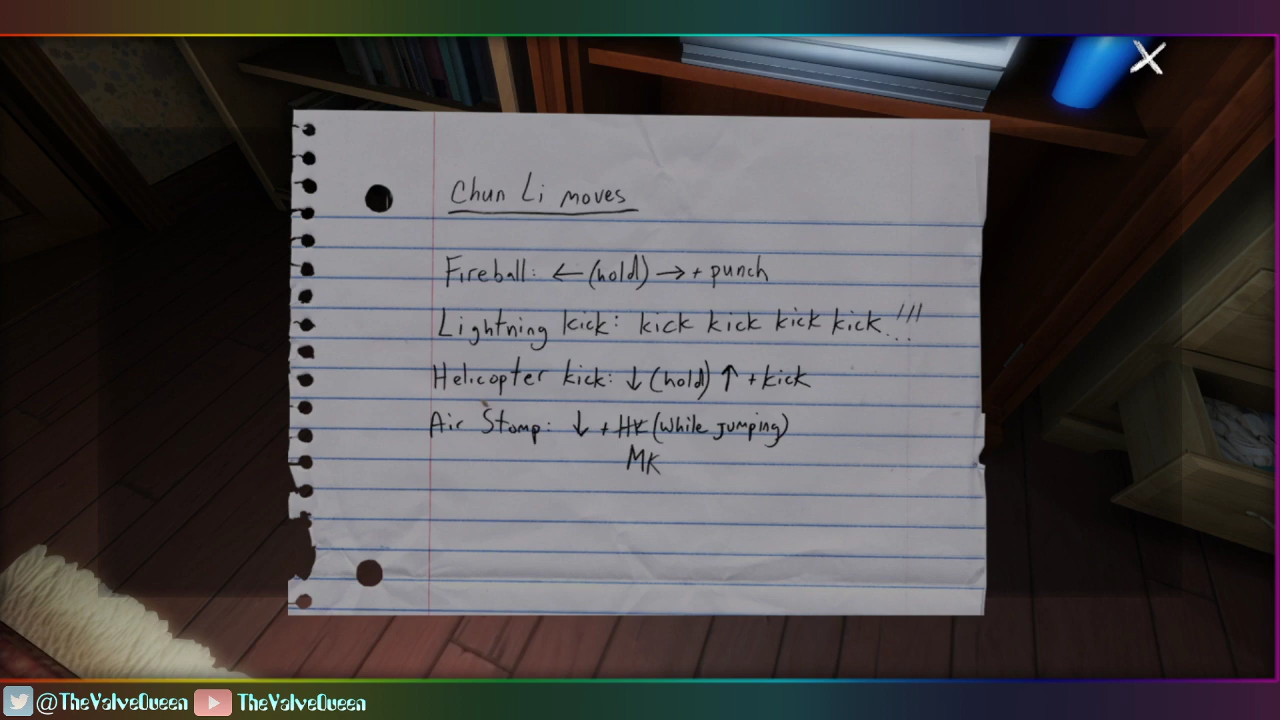 Chun Li moves
Fireball: ← (hold) → + punch
Lightning kick: kick kick kick kick...!!!
Helicopter kick: ↓ (hold) ↑ + kick
Air Stomp: ↓ + HK (while jumping)
MK
@TheValveQueen TheValveQueen